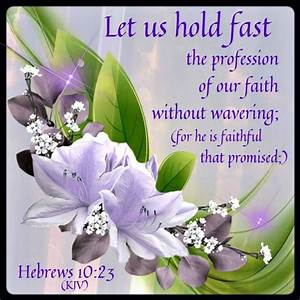 Let us hold fast
the profession
of our faith
without wavering;
(for he is faithful
that promised;)
Hebrews 10:23
(KJV)